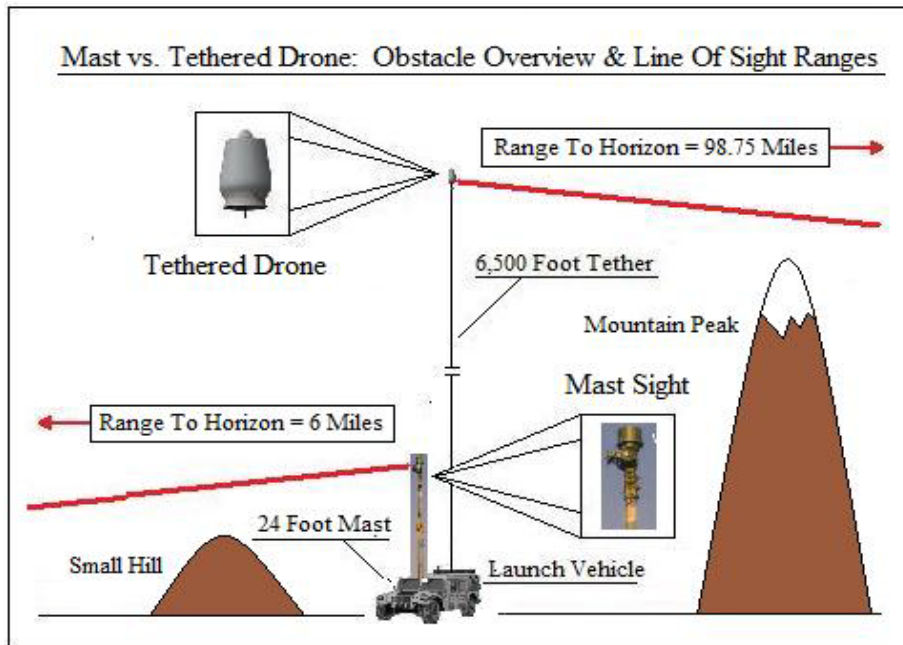 Mast vs. Tethered Drone: Obstacle Overview & Line Of Sight Ranges
Range To Horizon = 98.75 Miles
Tethered Drone
6,500 Foot Tether
Mountain Peak
Mast Sight
Range To Horizon = 6 Miles
24 Foot Mast
Small Hill
Launch Vehicle